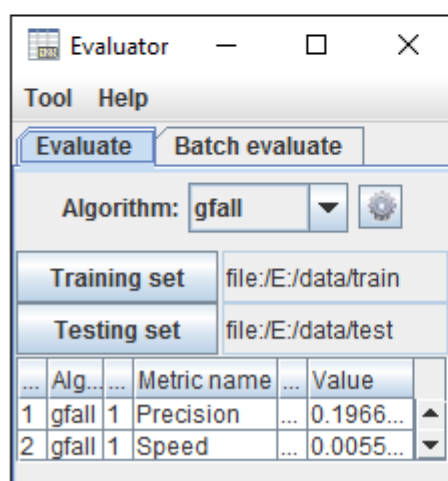 Evaluator
Tool Help
Evaluate Batch evaluate
Algorithm: gfall
Training set file:/E:/data/train
Testing set file:/E:/data/test
... Alg... ... Metric name ... Value
1 gfall 1 Precision ... 0.1966...
2 gfall 1 Speed ... 0.0055...